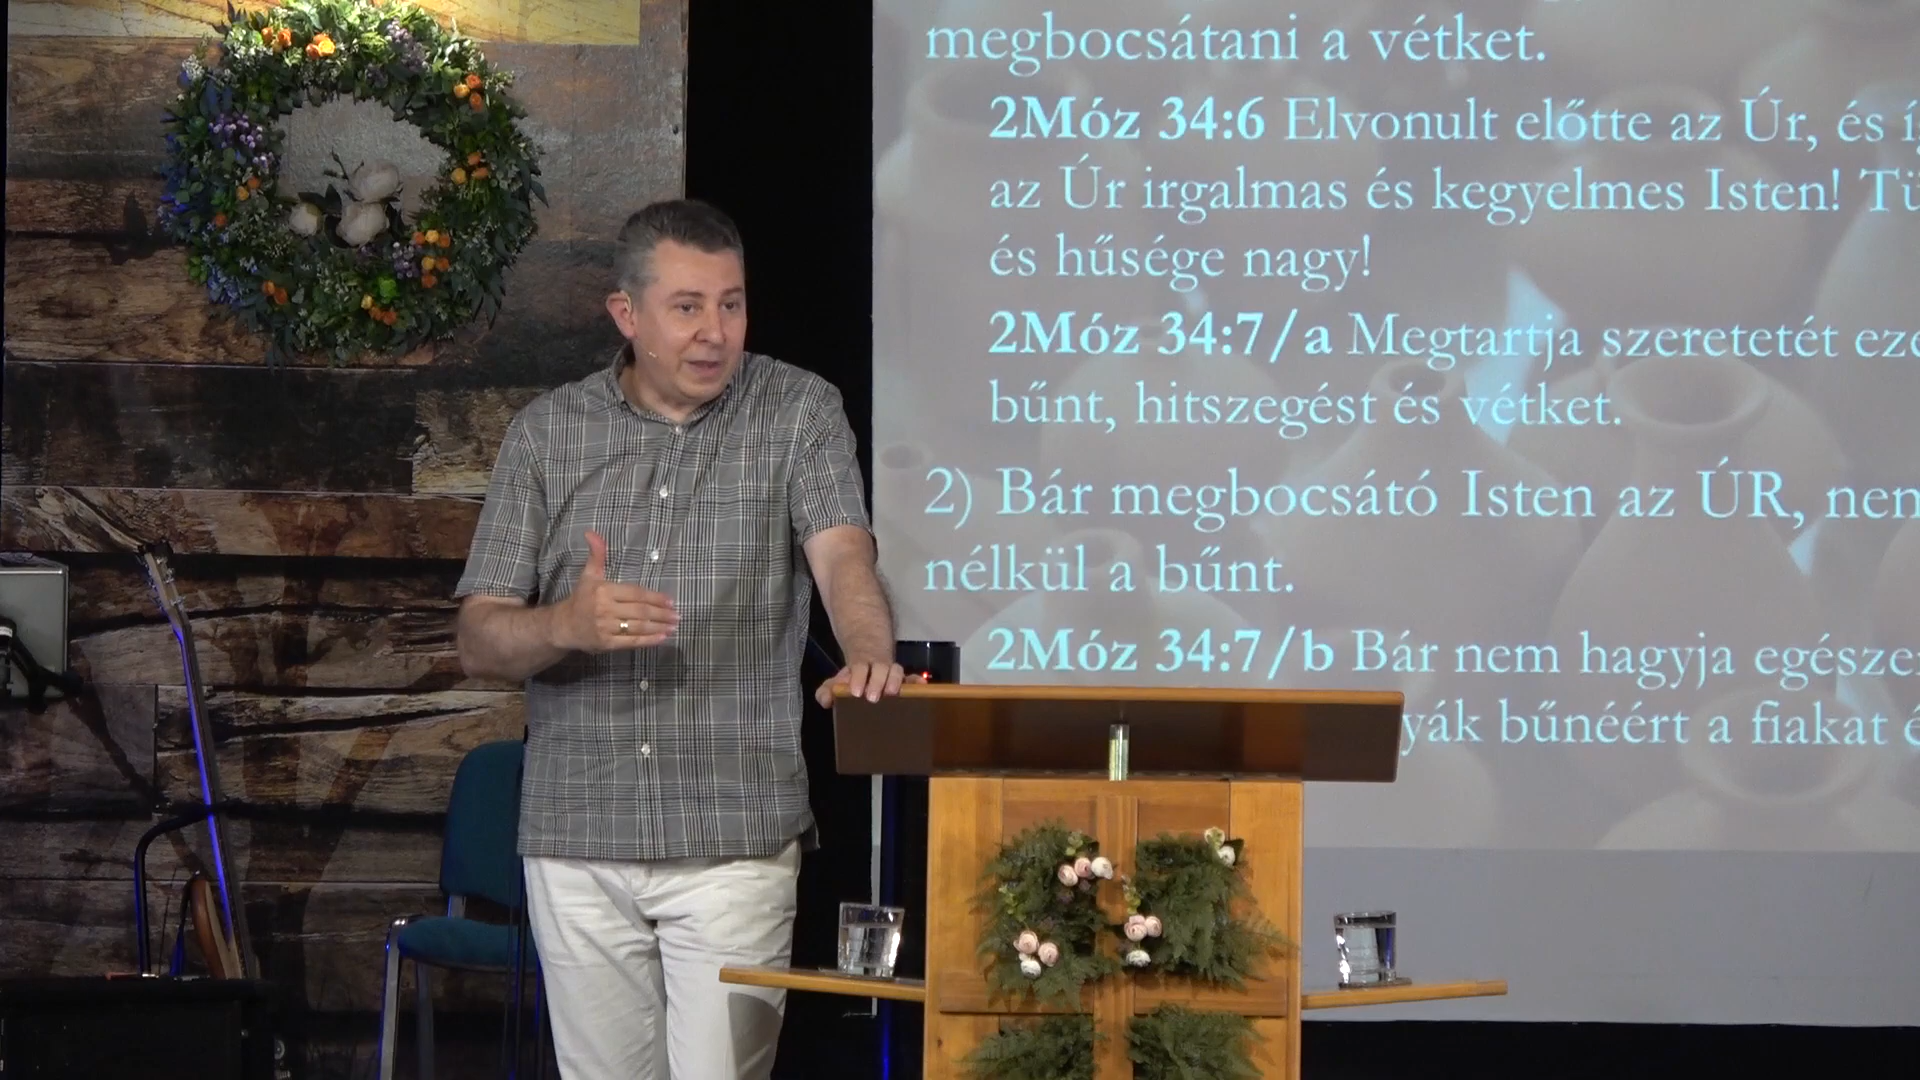 megbocsátani a vétket.
2Móz 34:6 Elvonult előtte az Úr, és
az Úr irgalmas és kegyelmes Isten!
és hűsége nagy!
2Móz 34:7/a Megtartja szeretetét
bűnt, hitszegést és vétket.
2) Bár megbocsátó Isten az ÚR,
nélkül a bűnt.
2Móz 34:7/b Bár nem hagyja
bűnéért a fiakat